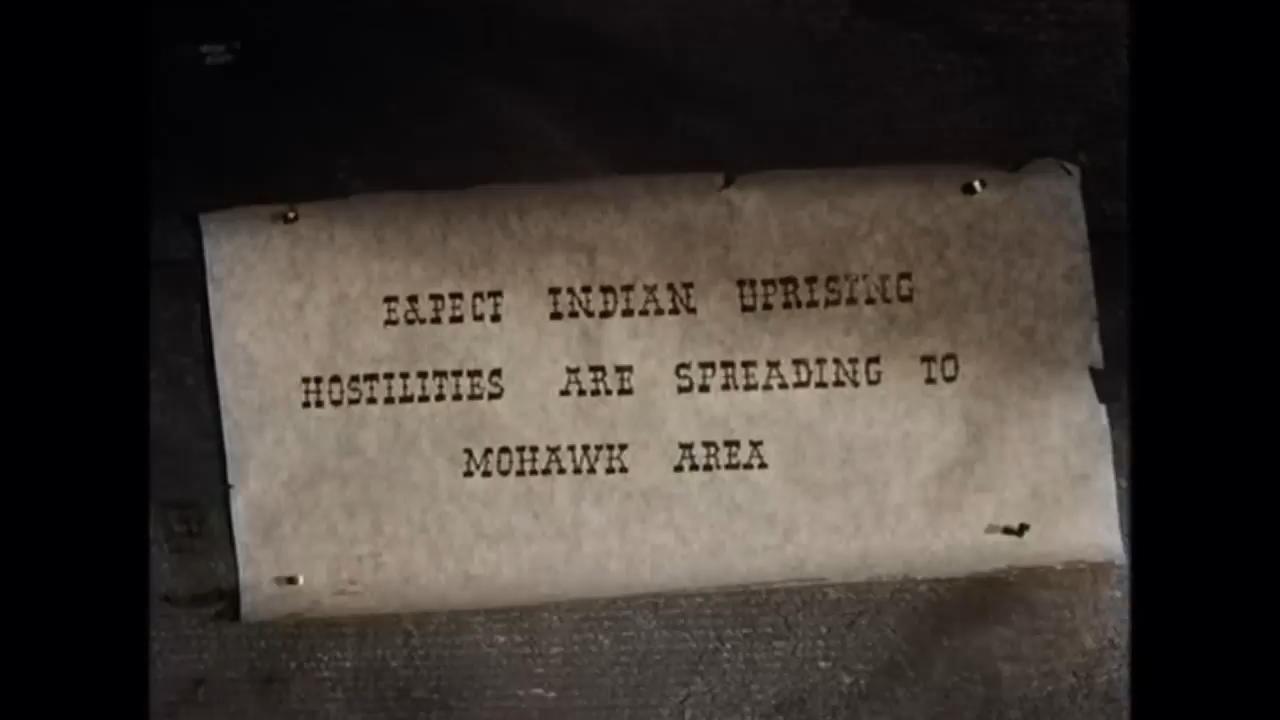 EXPECT INDIAN UPRISING
HOSTILITIES ARE SPREADING TO
MOHAWK AREA